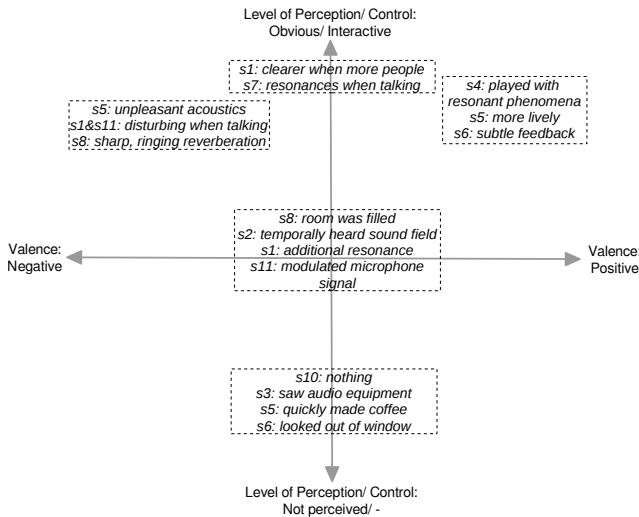 Level of Perception/ Control:
Obvious/ Interactive
s1: clearer when more people
s7: resonances when talking
s4: played with
resonant phenomena
s5: more lively
s6: subtle feedback
s5: unpleasant acoustics
s1&s11: disturbing when talking
s8: sharp, ringing reverberation
s8: room was filled
s2: temporally heard sound field
s1: additional resonance
s11: modulated microphone
signal
Valence:
Negative
Valence:
Positive
s10: nothing
s3: saw audio equipment
s5: quickly made coffee
s6: looked out of window
Level of Perception/ Control:
Not perceived/ -